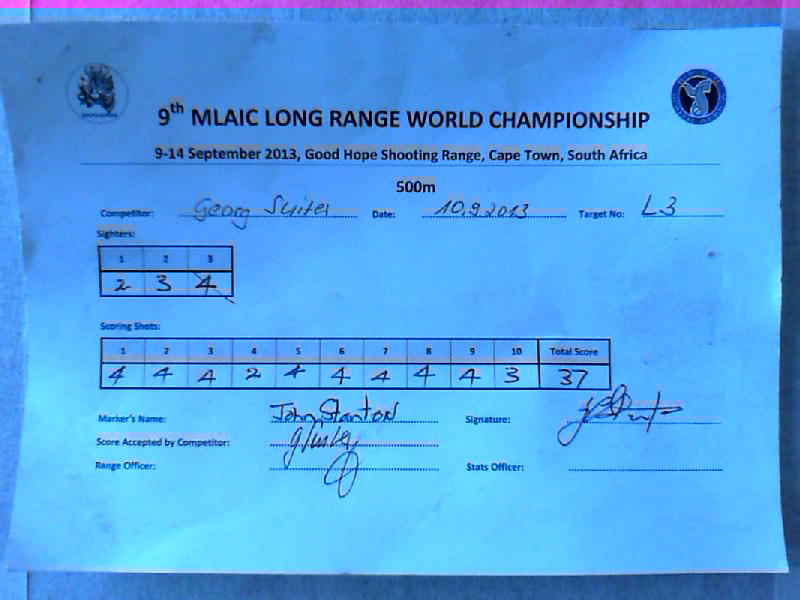 9th MLAIC LONG RANGE WORLD CHAMPIONSHIP
9-14 September 2013, Good Hope Shooting Range, Cape Town, South Africa
500m
Competitor: Georg Suiter Date: 10.9.2013 Target No: L3
Sighters:
1 2 3
2 3 4
Scoring Shots:
1 2 3 4 5 6 7 8 9 10 Total Score
4 4 4 2 4 4 4 4 4 3 37
Marker's Name: John Stanton Signature:
Score Accepted by Competitor:
Range Officer: Stats Officer: